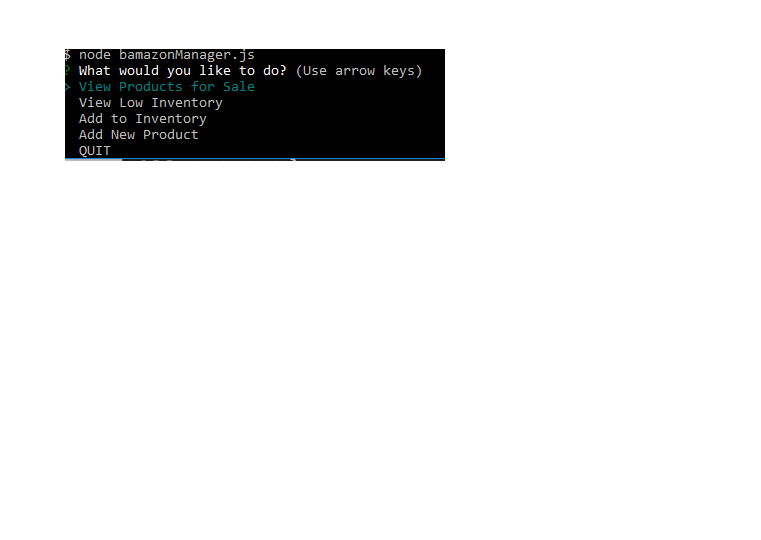 $ node bamazonManager.js
? What would you like to do? (Use arrow keys)
> View Products for Sale
View Low Inventory
Add to Inventory
Add New Product
QUIT